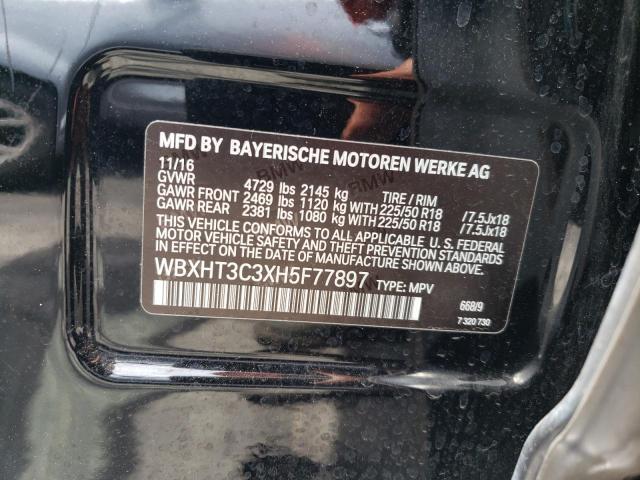 MFD BY BAYERISCHE MOTOREN WERKE AG
11/16
GVWR 4729 lbs 2145 kg TIRE / RIM
GAWR FRONT 2469 lbs 1120 kg WITH 225/50 R18 /7.5Jx18
GAWR REAR 2381 lbs 1080 kg WITH 225/50 R18 /7.5Jx18
THIS VEHICLE CONFORMS TO ALL APPLICABLE U.S. FEDERAL
MOTOR VEHICLE SAFETY AND THEFT PREVENTION STANDARDS
IN EFFECT ON THE DATE OF MANUFACTURE SHOWN ABOVE.
WBXHT3C3XH5F77897 TYPE: MPV
668/9
7 320 730